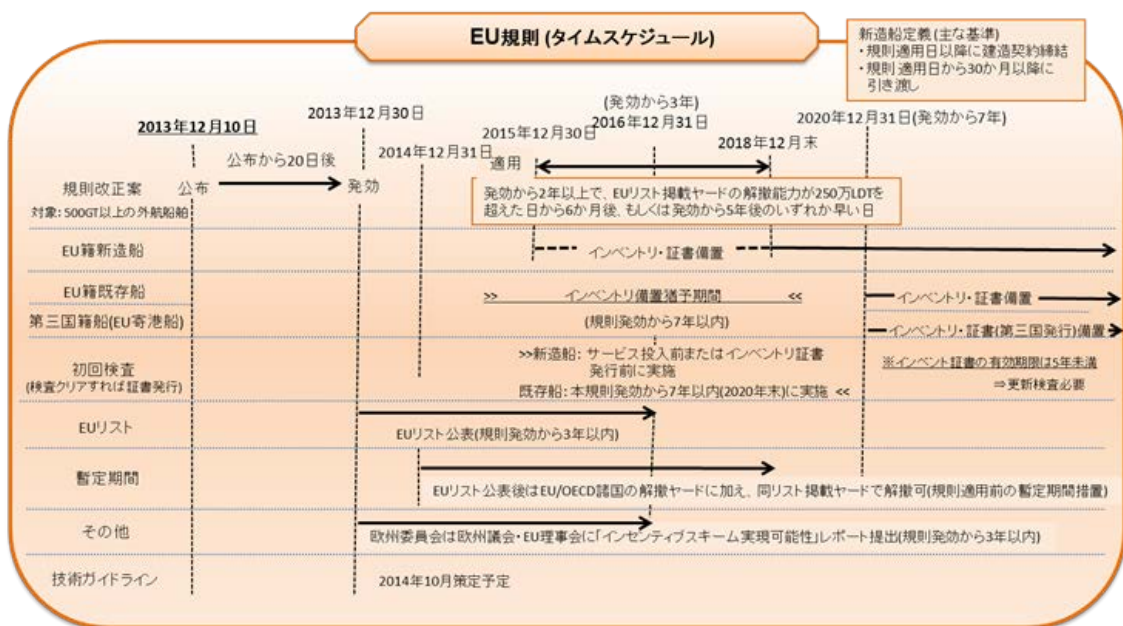 EU規則 (タイムスケジュール)
新造船定義 (主な基準)
・規則適用日以降に建造契約締結
・規則適用日から30か月以降に
引き渡し
2013年12月10日
2013年12月30日
2014年12月31日
2015年12月30日
(発効から3年)
2016年12月31日
2018年12月末
2020年12月31日(発効から7年)
規則改正案
対象：500GT以上の外航船舶
公布
公布から20日後
発効
適用
発効から2年以上で、EUリスト掲載ヤードの解撤能力が250万LDTを
超えた日から6か月後、もしくは発効から5年後のいずれか早い日
EU籍新造船
インベントリ・証書備置
EU籍既存船
>> インベントリ備置猶予期間 <<
インベントリ・証書備置
第三国籍船(EU寄港船)
(規則発効から7年以内)
インベントリ・証書(第三国発行)備置
初回検査
(検査クリアすれば証書発行)
>>新造船：サービス投入前またはインベントリ証書
発行前に実施
既存船：本規則発効から7年以内(2020年末)に実施 <<
※インベント証書の有効期限は5年未満
⇒更新検査必要
EUリスト
EUリスト公表(規則発効から3年以内)
暫定期間
EUリスト公表後はEU/OECD諸国の解撤ヤードに加え、同リスト掲載ヤードで解撤可(規則適用前の暫定期間措置)
その他
欧州委員会は欧州議会・EU理事会に「インセンティブスキーム実現可能性」レポート提出(規則発効から3年以内)
技術ガイドライン
2014年10月策定予定